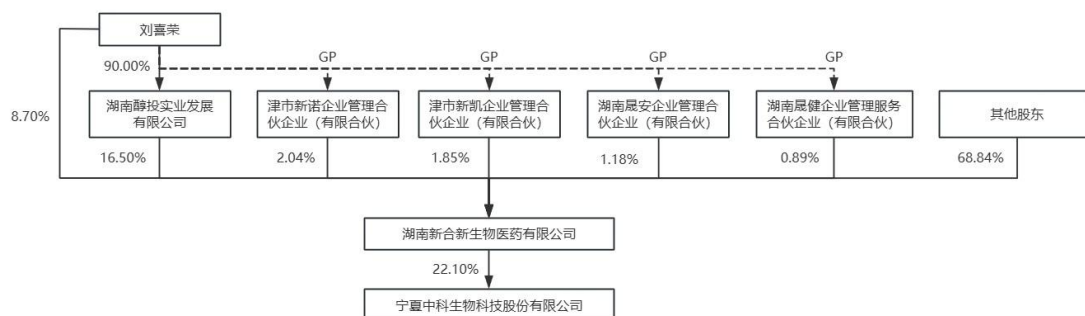 刘喜荣
GP
GP
GP
GP
90.00%
8.70%
湖南醇投实业发展
有限公司
津市新诺企业管理合
伙企业（有限合伙）
津市新凯企业管理合
伙企业（有限合伙）
湖南晟安企业管理合
伙企业（有限合伙）
湖南晟健企业管理服务
合伙企业（有限合伙）
其他股东
16.50%
2.04%
1.85%
1.18%
0.89%
68.84%
湖南新合新生物医药有限公司
22.10%
宁夏中科生物科技股份有限公司